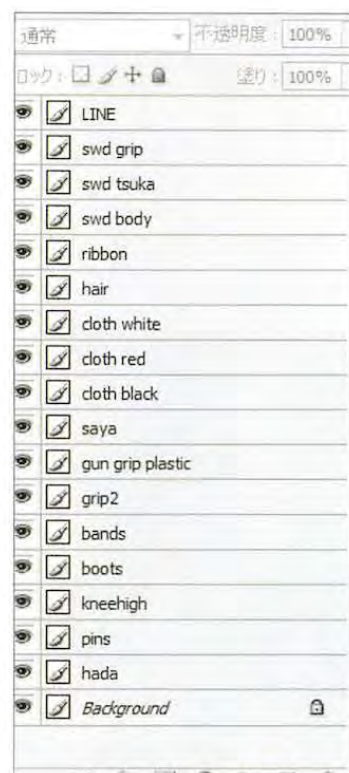 通常 不透明度: 100%
ロック: 塗り: 100%
LINE
swd grip
swd tsuka
swd body
ribbon
hair
cloth white
cloth red
cloth black
saya
gun grip plastic
grip2
bands
boots
kneehigh
pins
hada
Background